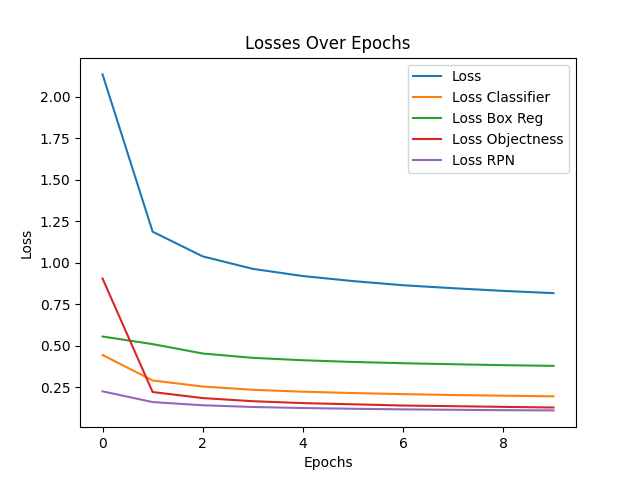 Losses Over Epochs
Loss
Loss Classifier
Loss Box Reg
Loss Objectness
Loss RPN
2.00
1.75
1.50
1.25
1.00
0.75
0.50
0.25
Loss
0 2 4 6 8
Epochs